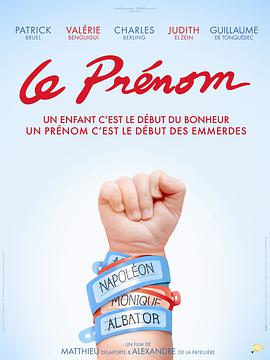 PATRICK VALÉRIE CHARLES JUDITH GUILLAUME
BRUEL BENGUIGUI BERLING EL ZEIN DE TONQUÉDEC
Le Prénom
UN ENFANT C'EST LE DÉBUT DU BONHEUR
UN PRÉNOM C'EST LE DÉBUT DES EMMERDES
NAPOLÉON
MONIQUE
ALBATOR
UN FILM DE
MATTHIEU DELAPORTE & ALEXANDRE DE LA PATELLIÈRE